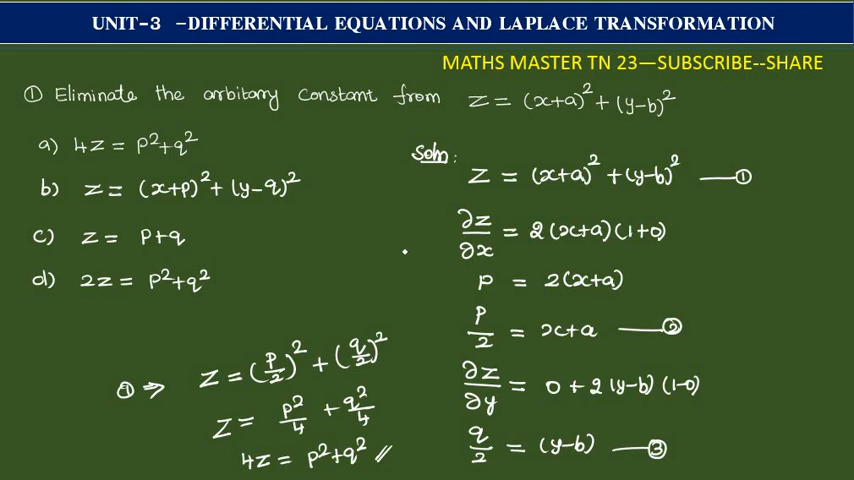 UNIT-3 –DIFFERENTIAL EQUATIONS AND LAPLACE TRANSFORMATION
MATHS MASTER TN 23—SUBSCRIBE--SHARE
① Eliminate the arbitary constant from z = (x+a)² + (y−b)²
a) 4z = p²+q²
b) z = (x+p)² + (y−q)²
c) z = p+q
d) 2z = p²+q²
Soln:
z = (x+a)² + (y−b)² —①
∂z/∂x = 2(x+a)(1+0)
p = 2(x+a)
p/2 = x+a —②
∂z/∂y = 0 + 2(y−b)(1−0)
q/2 = (y−b) —③
① ⇒ z = (p/2)² + (q/2)²
z = p²/4 + q²/4
4z = p²+q² //